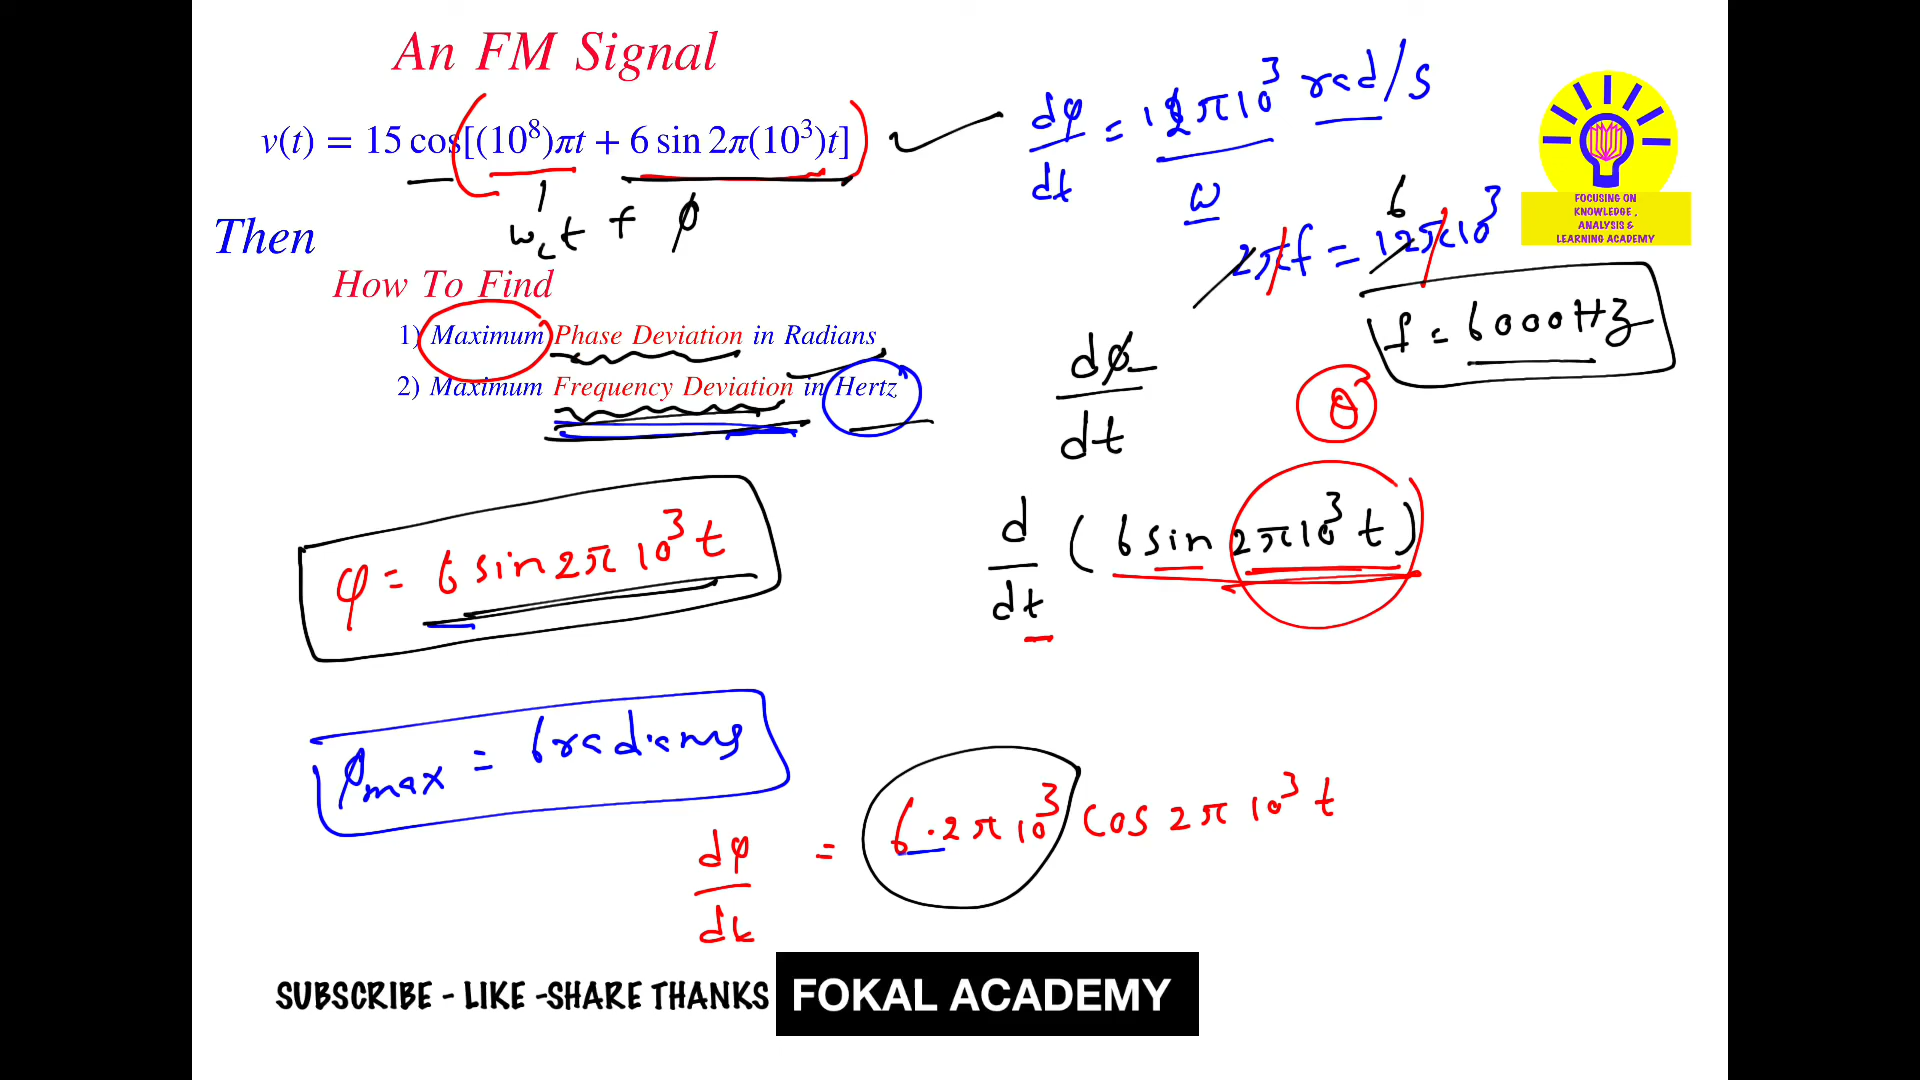 An FM Signal
v(t) = 15 cos[(10⁸)πt + 6 sin 2π(10³)t]
ω_c t + φ
Then
How To Find
1) Maximum Phase Deviation in Radians
2) Maximum Frequency Deviation in Hertz
φ = 6 sin 2π 10³ t
φmax = 6 radians
dφ/dt = 12π10³ rad/s
ω
6
2πf = 12π10³
f = 6000Hz
dφ/dt
θ
d/dt (6 sin 2π10³ t)
dφ/dt = 6·2π10³ cos 2π10³ t
FOCUSING ON
KNOWLEDGE ,
ANALYSIS &
LEARNING ACADEMY
SUBSCRIBE - LIKE -SHARE THANKS
FOKAL ACADEMY